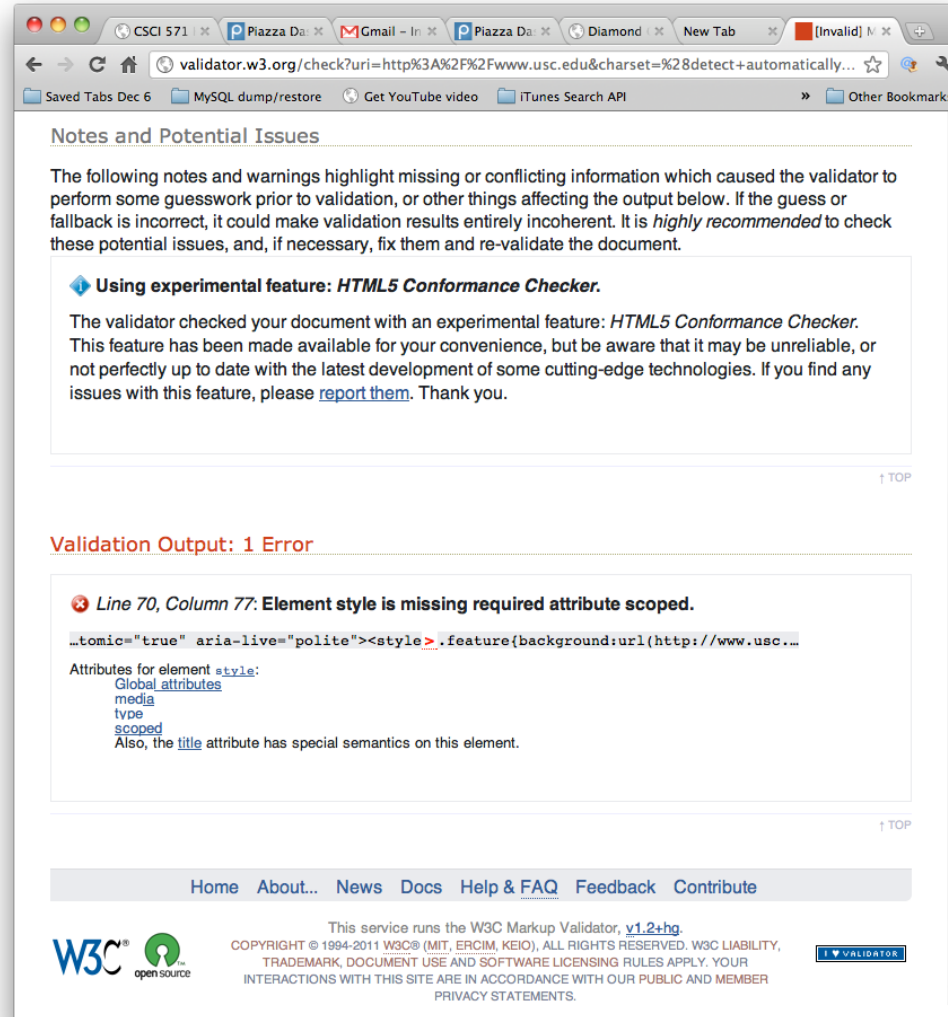 CSCI 571
Piazza Da
Gmail – In
Piazza Da
Diamond
New Tab
[Invalid] M
validator.w3.org/check?uri=http%3A%2F%2Fwww.usc.edu&charset=%28detect+automatically...
Saved Tabs Dec 6 MySQL dump/restore Get YouTube video iTunes Search API » Other Bookmark
Notes and Potential Issues
The following notes and warnings highlight missing or conflicting information which caused the validator to
perform some guesswork prior to validation, or other things affecting the output below. If the guess or
fallback is incorrect, it could make validation results entirely incoherent. It is highly recommended to check
these potential issues, and, if necessary, fix them and re-validate the document.
Using experimental feature: HTML5 Conformance Checker.
The validator checked your document with an experimental feature: HTML5 Conformance Checker.
This feature has been made available for your convenience, but be aware that it may be unreliable, or
not perfectly up to date with the latest development of some cutting-edge technologies. If you find any
issues with this feature, please report them. Thank you.
↑ TOP
Validation Output: 1 Error
Line 70, Column 77: Element style is missing required attribute scoped.
…tomic="true" aria-live="polite"><style>.feature{background:url(http://www.usc.…
Attributes for element style:
Global attributes
media
type
scoped
Also, the title attribute has special semantics on this element.
↑ TOP
Home About... News Docs Help & FAQ Feedback Contribute
This service runs the W3C Markup Validator, v1.2+hg.
COPYRIGHT © 1994-2011 W3C® (MIT, ERCIM, KEIO), ALL RIGHTS RESERVED. W3C LIABILITY,
TRADEMARK, DOCUMENT USE AND SOFTWARE LICENSING RULES APPLY. YOUR
INTERACTIONS WITH THIS SITE ARE IN ACCORDANCE WITH OUR PUBLIC AND MEMBER
PRIVACY STATEMENTS.
W3C®
open source
I ♥ VALIDATOR